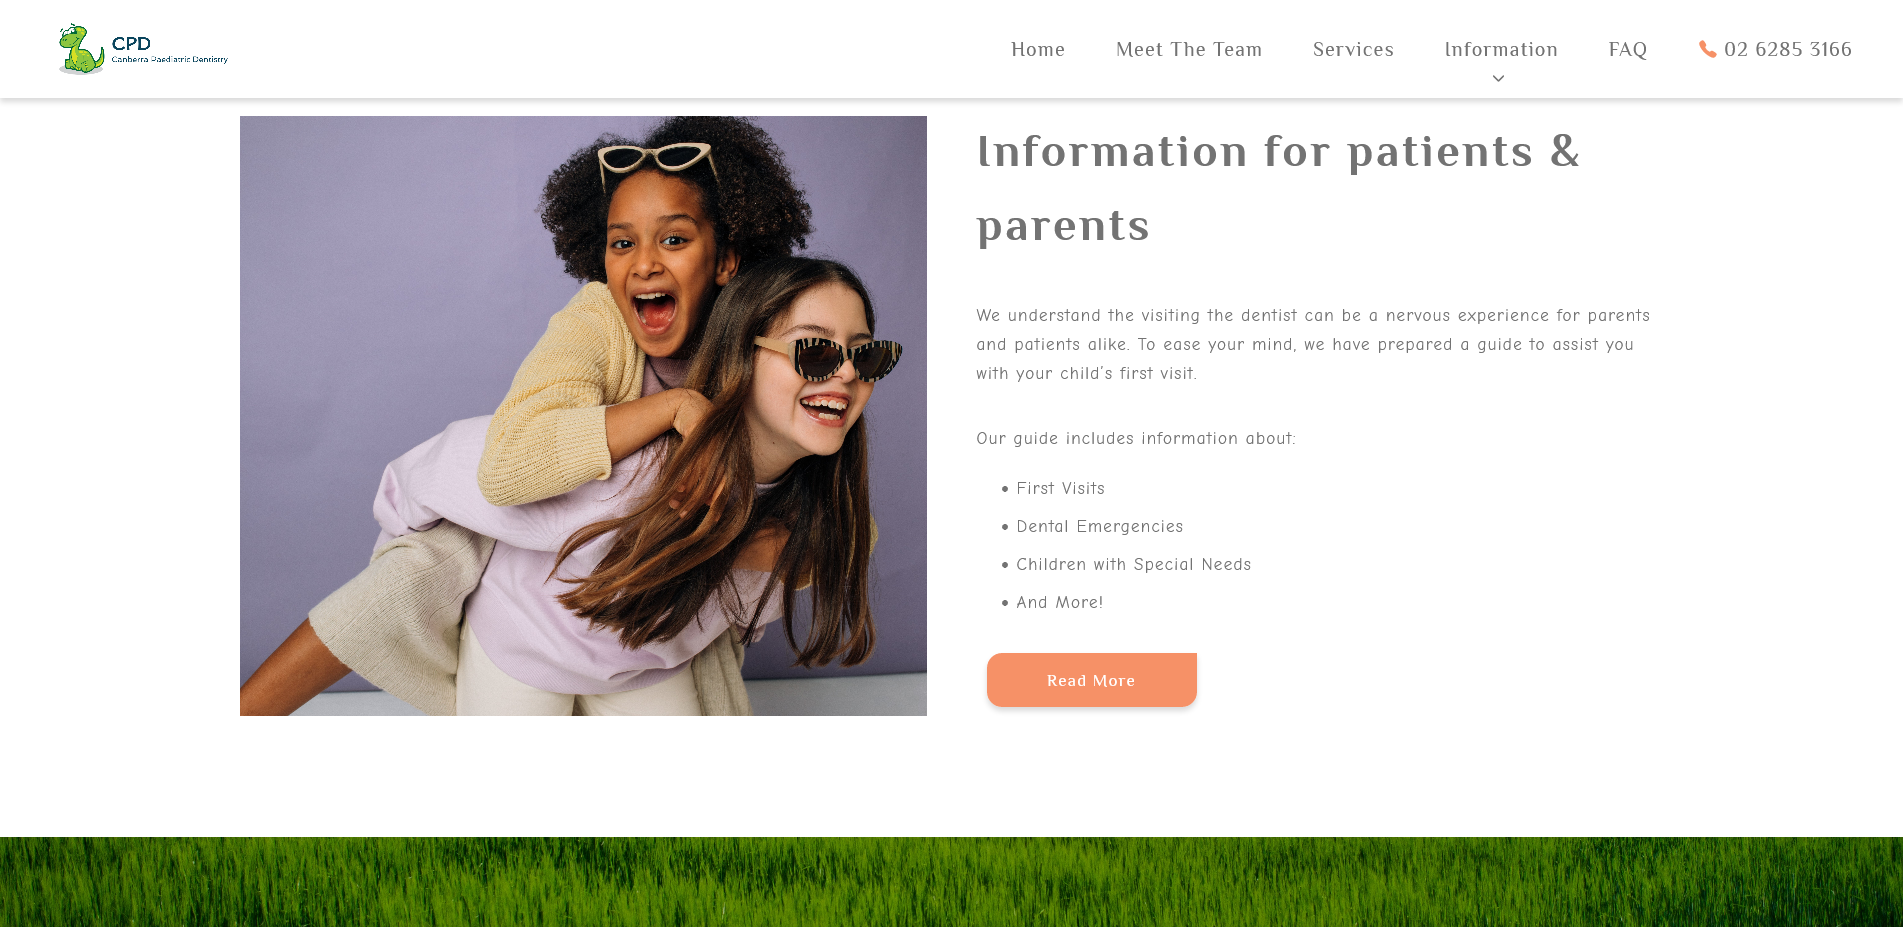 CPD
Canberra Paediatric Dentistry
Home
Meet The Team
Services
Information
FAQ
02 6285 3166
Information for patients &
parents
We understand the visiting the dentist can be a nervous experience for parents
and patients alike. To ease your mind, we have prepared a guide to assist you
with your child's first visit.
Our guide includes information about:
• First Visits
• Dental Emergencies
• Children with Special Needs
• And More!
Read More